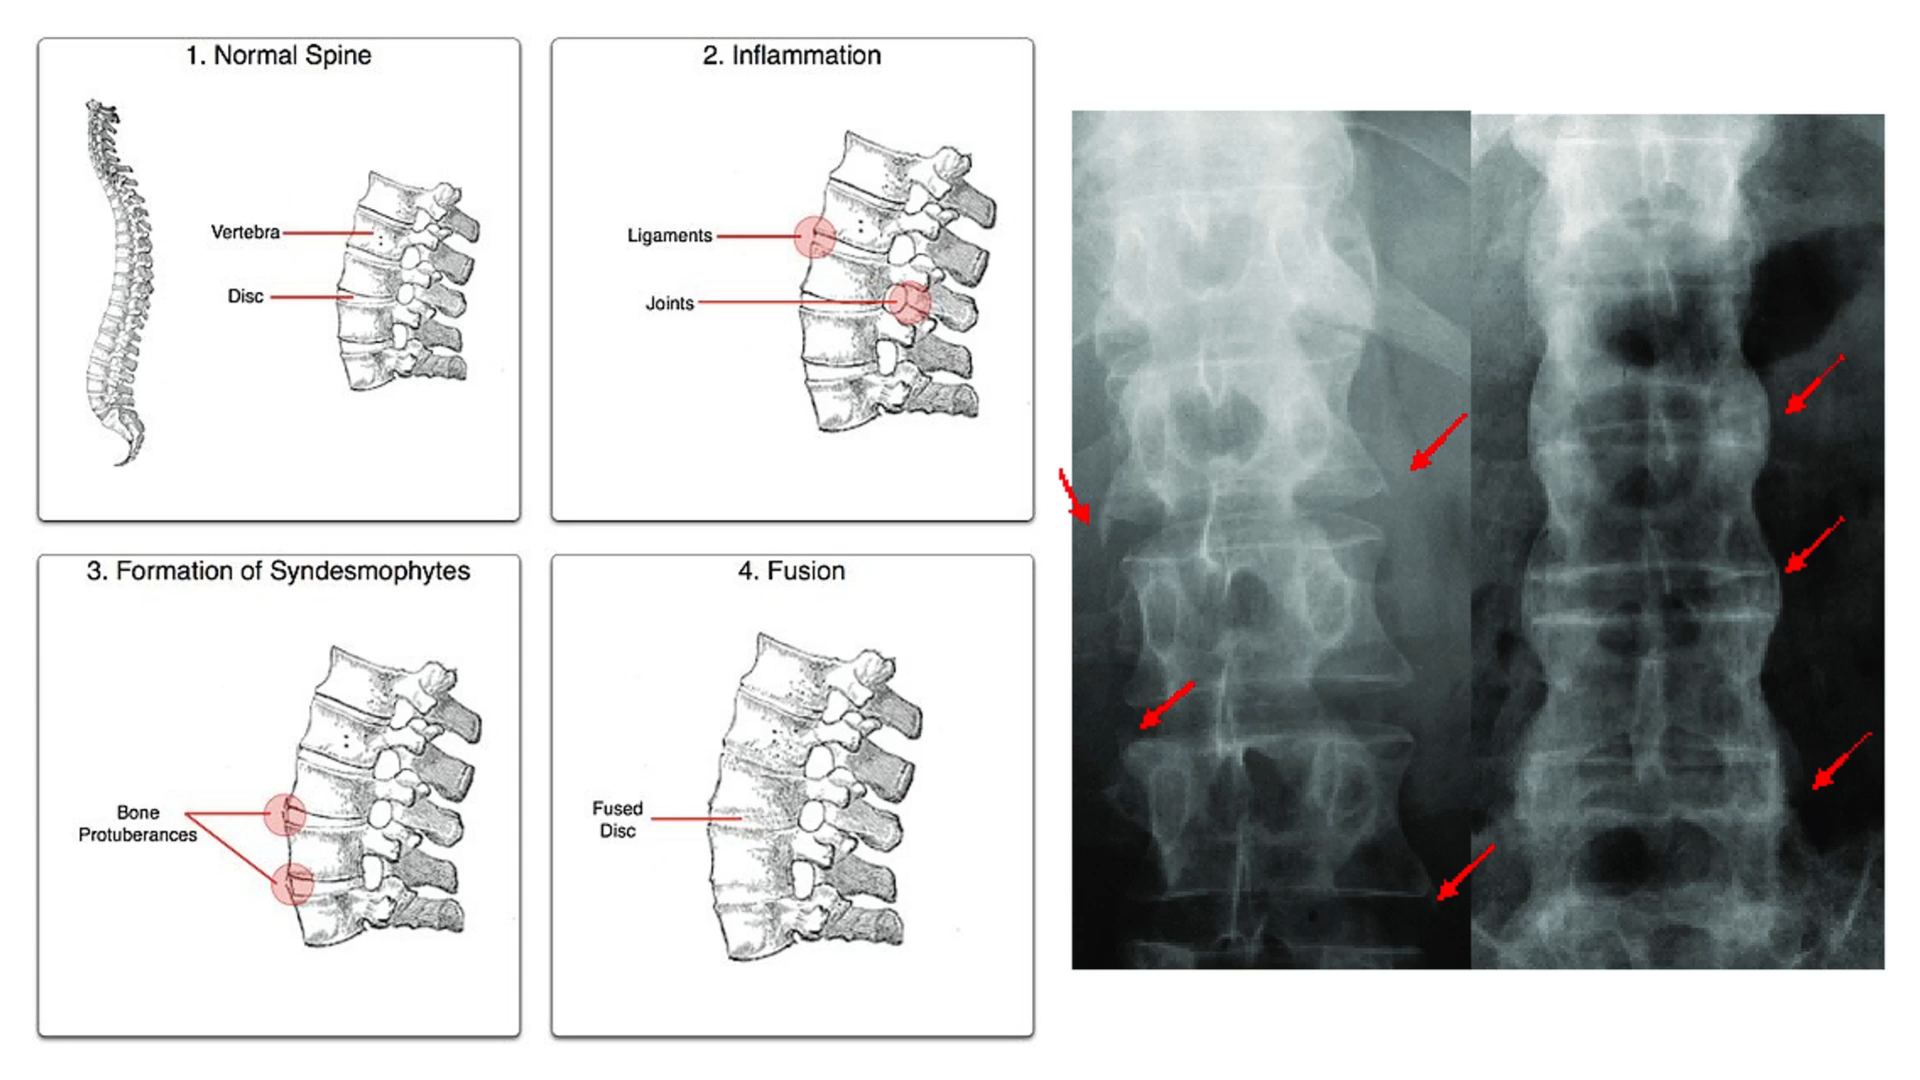 1. Normal Spine
Vertebra
Disc
2. Inflammation
Ligaments
Joints
3. Formation of Syndesmophytes
Bone
Protuberances
4. Fusion
Fused
Disc